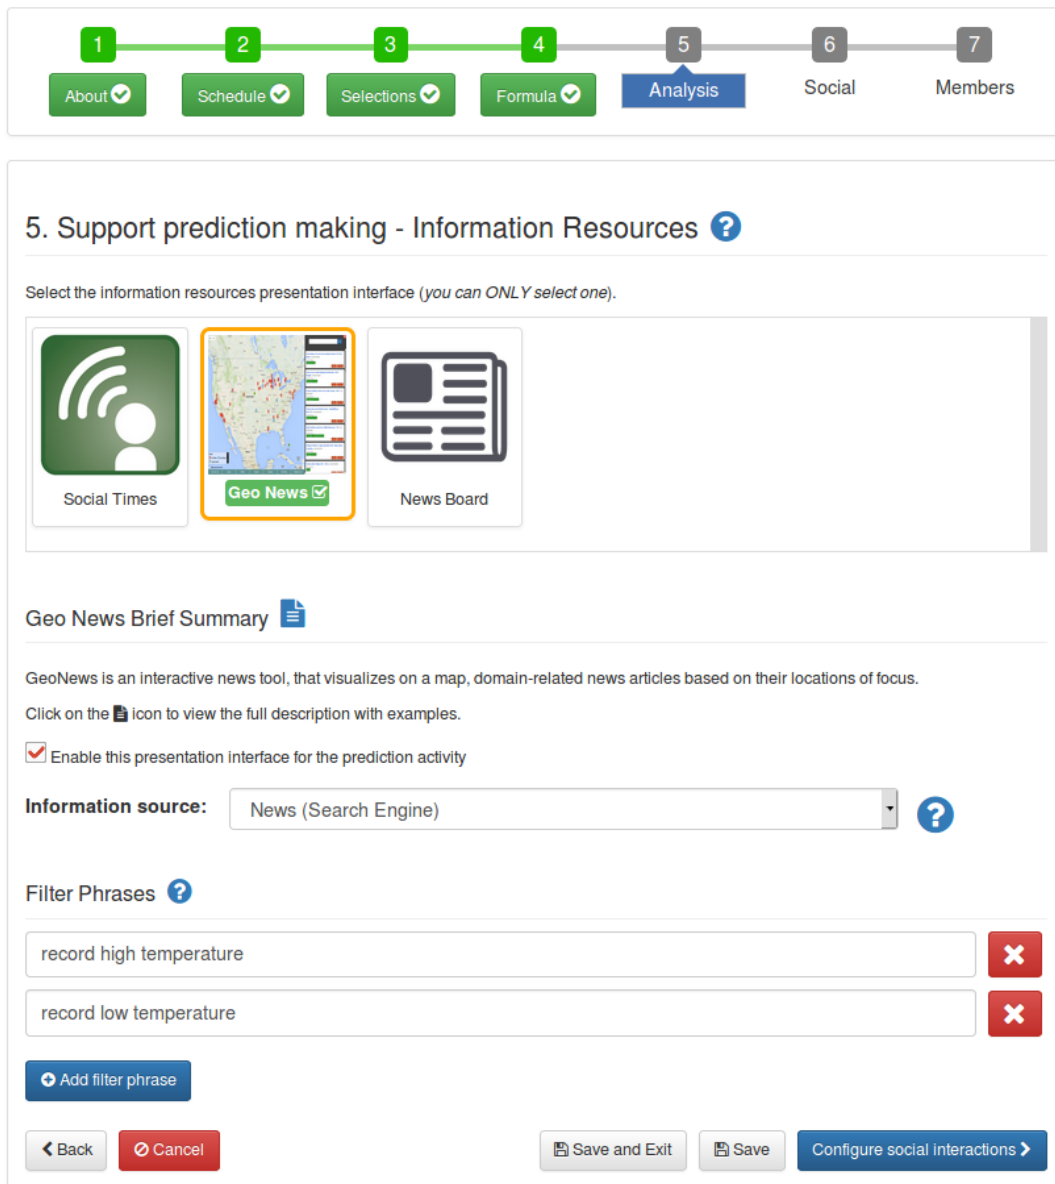 1 2 3 4 5 6 7
About Schedule Selections Formula Analysis Social Members
5. Support prediction making - Information Resources ?
Select the information resources presentation interface (you can ONLY select one).
Social Times Geo News News Board
Geo News Brief Summary
GeoNews is an interactive news tool, that visualizes on a map, domain-related news articles based on their locations of focus.
Click on the icon to view the full description with examples.
Enable this presentation interface for the prediction activity
Information source: News (Search Engine) ?
Filter Phrases ?
record high temperature
record low temperature
Add filter phrase
Back Cancel Save and Exit Save Configure social interactions